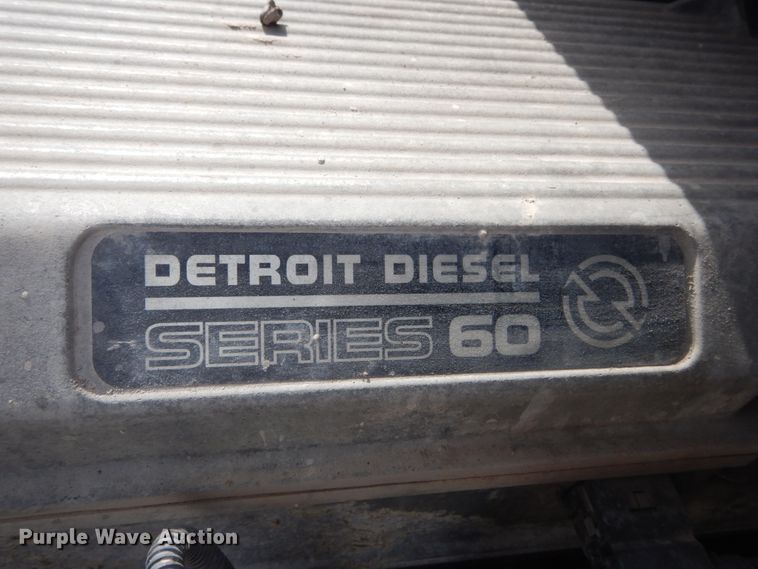 DETROIT DIESEL
SERIES 60
Purple Wave Auction